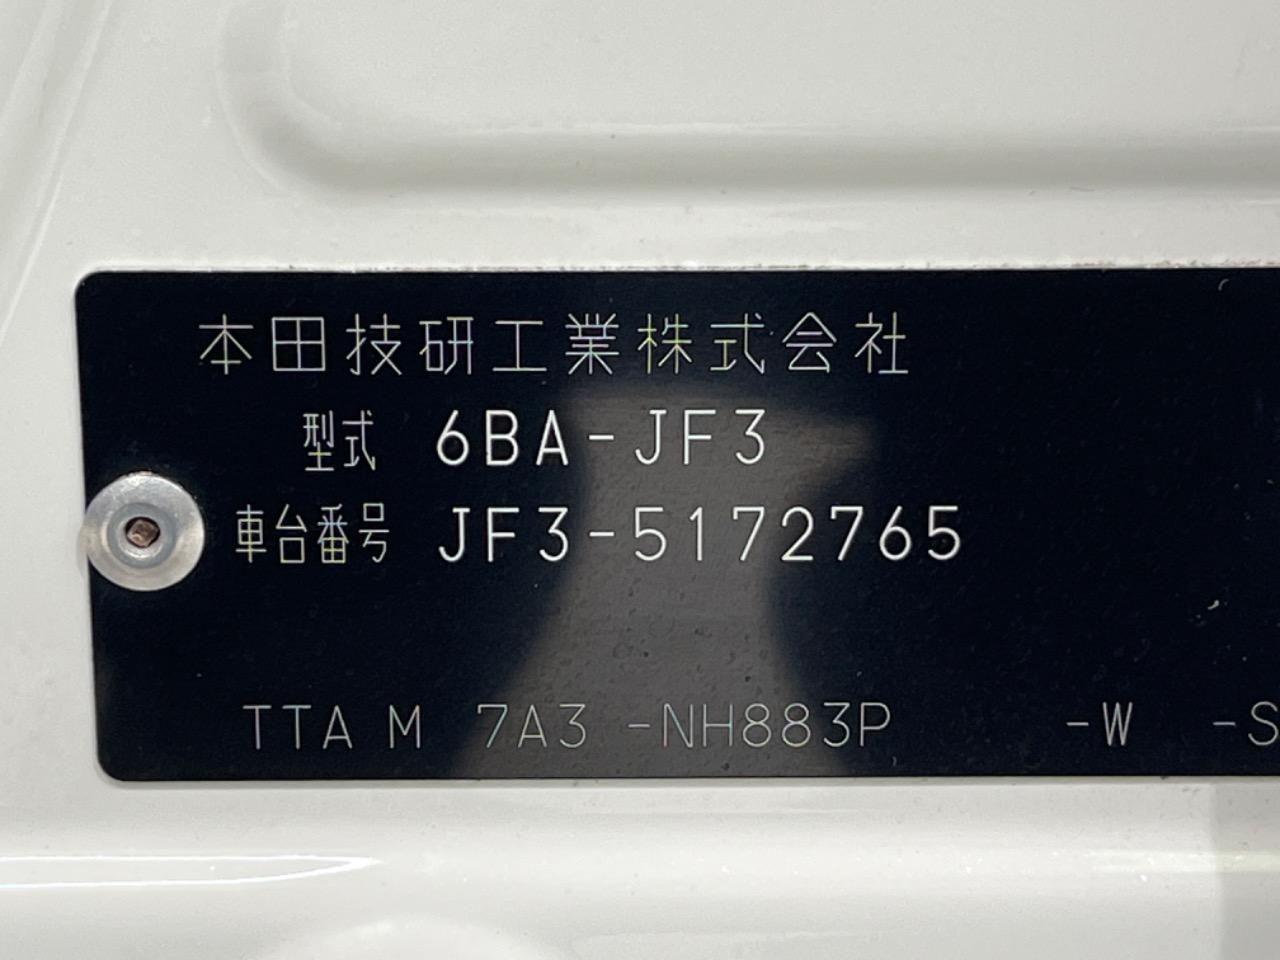 本田技研工業株式会社
型式 6BA-JF3
車台番号 JF3-5172765
TTA M 7A3 -NH883P -W -S